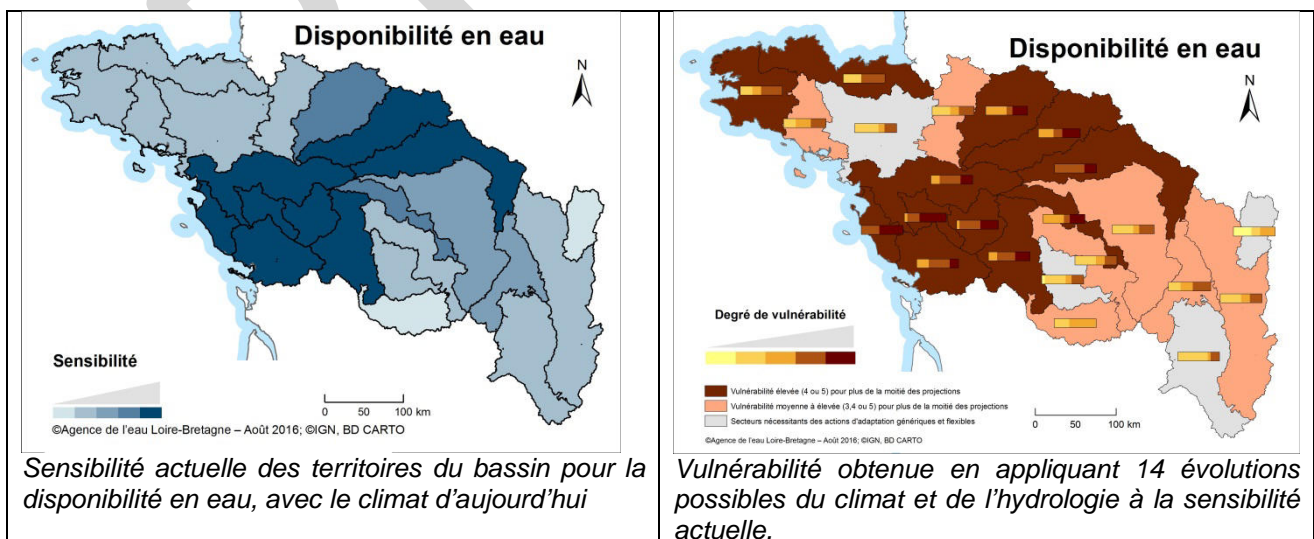 Disponibilité en eau
N
Sensibilité
0 50 100 km
©Agence de l'eau Loire-Bretagne – Août 2016; ©IGN, BD CARTO
Sensibilité actuelle des territoires du bassin pour la
disponibilité en eau, avec le climat d'aujourd'hui
Disponibilité en eau
N
Degré de vulnérabilité
Vulnérabilité élevée (4 ou 5) pour plus de la moitié des projections
Vulnérabilité moyenne à élevée (3,4 ou 5) pour plus de la moitié des projections
Secteurs nécessitants des actions d'adaptation génériques et flexibles
0 50 100 km
©Agence de l'eau Loire-Bretagne – Août 2016; ©IGN, BD CARTO
Vulnérabilité obtenue en appliquant 14 évolutions
possibles du climat et de l'hydrologie à la sensibilité
actuelle.